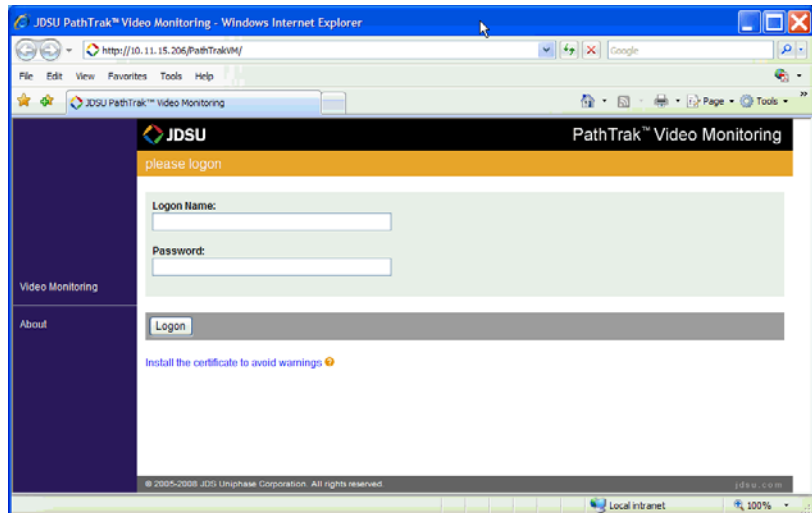 JDSU PathTrak™ Video Monitoring - Windows Internet Explorer
http://10.11.15.206/PathTrakVM/
Google
File Edit View Favorites Tools Help
JDSU PathTrak™ Video Monitoring
Page Tools
JDSU
PathTrak™ Video Monitoring
please logon
Logon Name:
Password:
Video Monitoring
About
Logon
Install the certificate to avoid warnings
© 2005-2008 JDS Uniphase Corporation. All rights reserved.
jdsu.com
Local intranet
100%